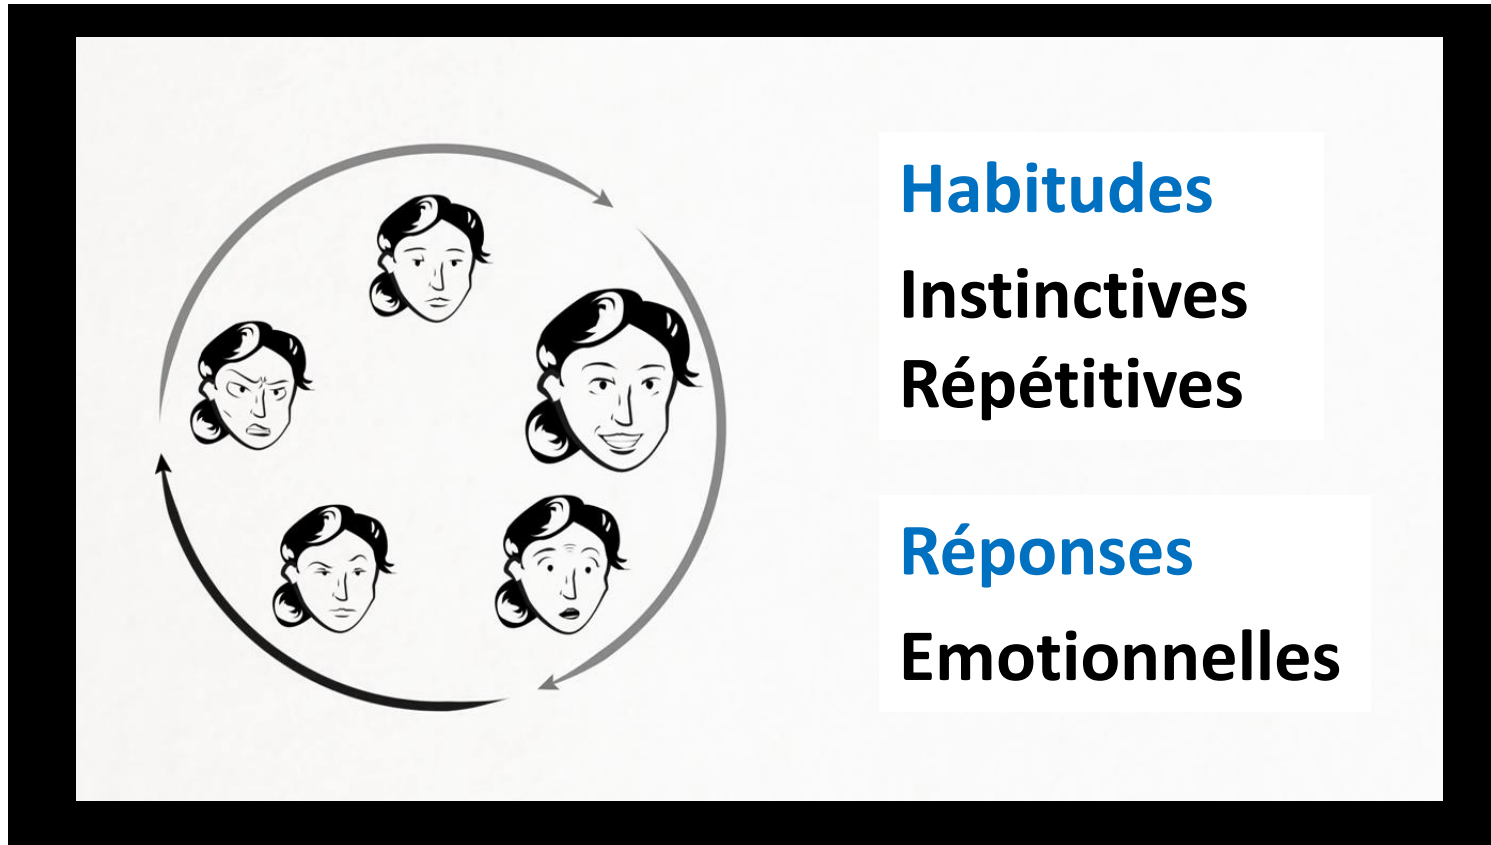 Habitudes
Instinctives
Répétitives
Réponses
Emotionnelles